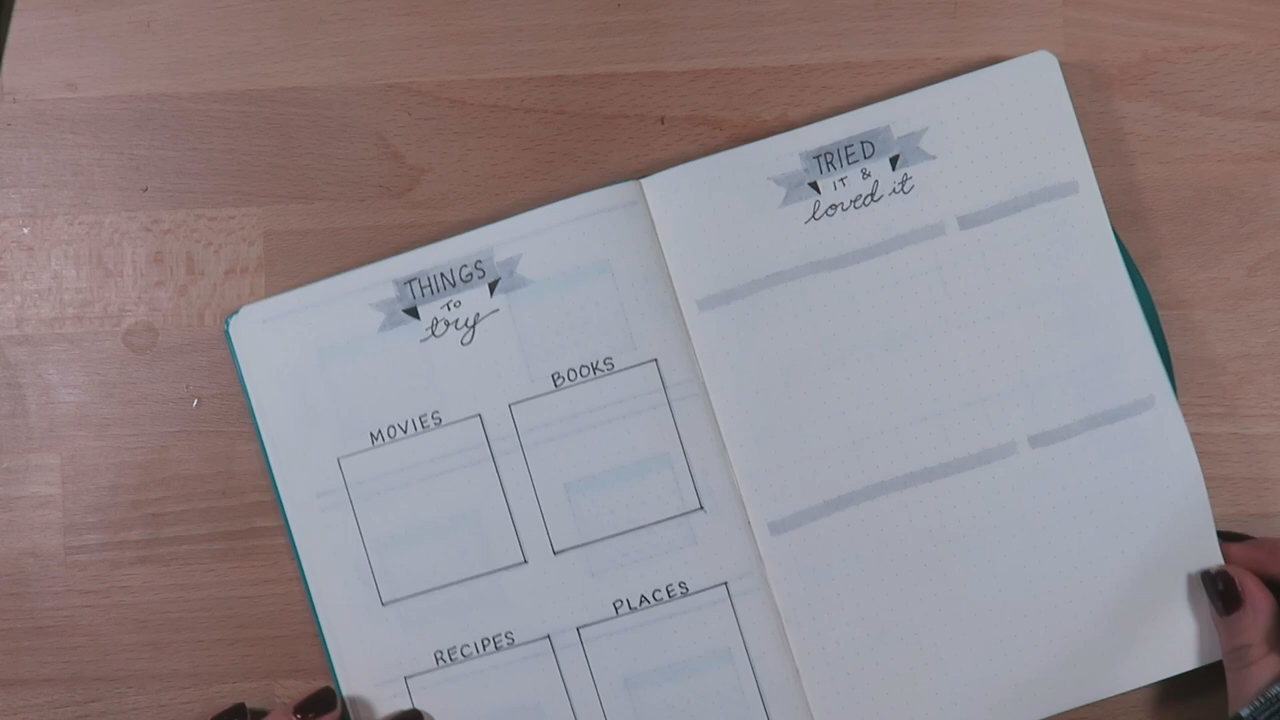 THINGS
TO
try
MOVIES
BOOKS
RECIPES
PLACES
TRIED
IT &
loved it